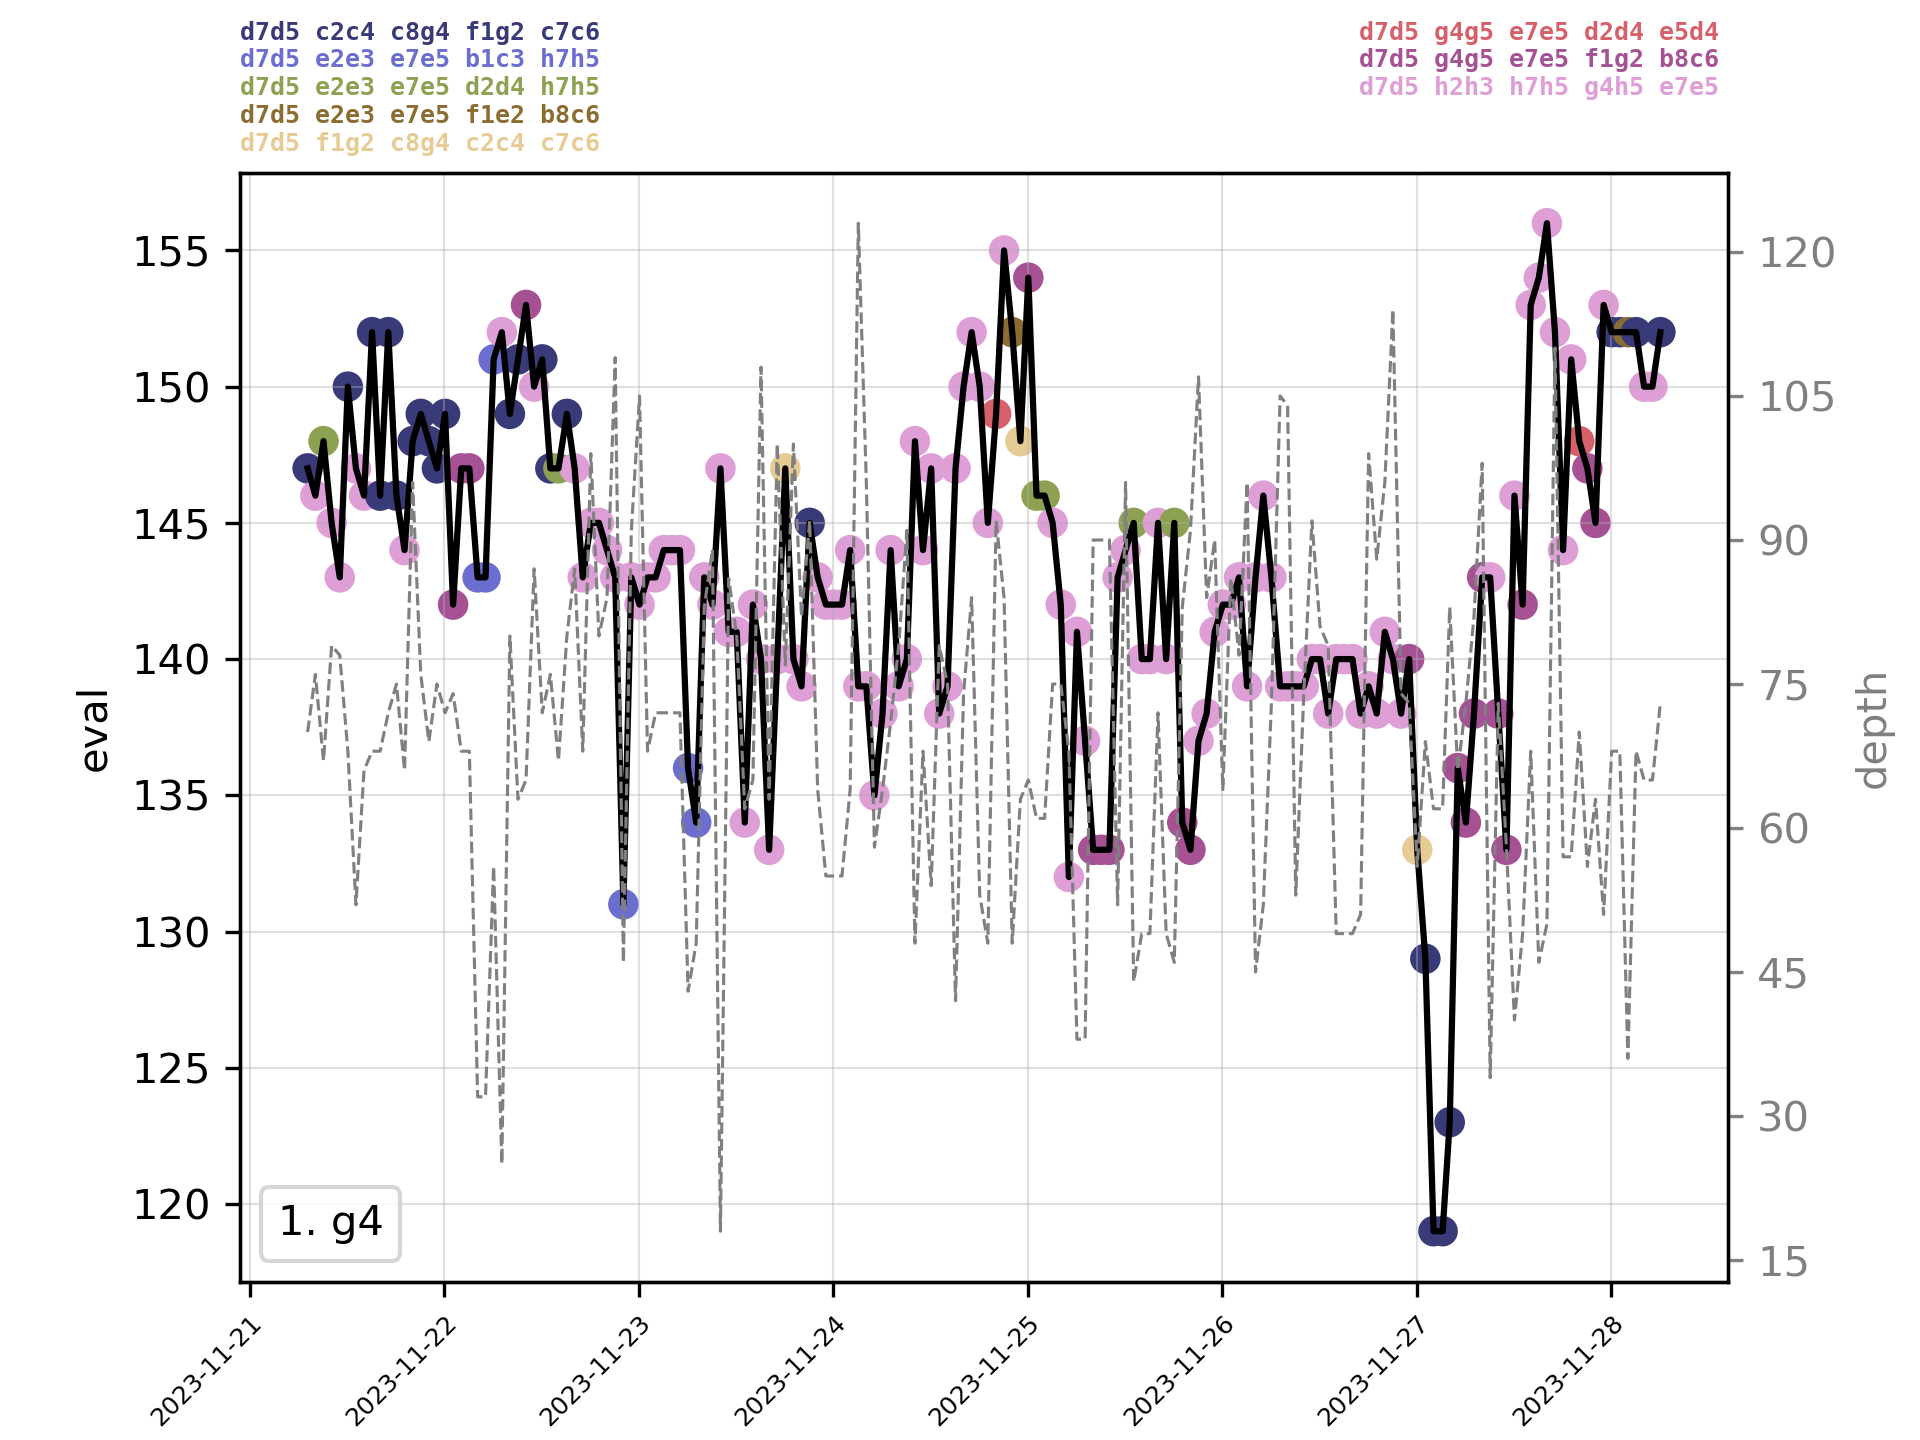 d7d5 c2c4 c8g4 f1g2 c7c6
d7d5 e2e3 e7e5 b1c3 h7h5
d7d5 e2e3 e7e5 d2d4 h7h5
d7d5 e2e3 e7e5 f1e2 b8c6
d7d5 f1g2 c8g4 c2c4 c7c6
d7d5 g4g5 e7e5 d2d4 e5d4
d7d5 g4g5 e7e5 f1g2 b8c6
d7d5 h2h3 h7h5 g4h5 e7e5
155
150
145
140
135
130
125
120
eval
120
105
90
75
60
45
30
15
depth
1. g4
2023-11-21
2023-11-22
2023-11-23
2023-11-24
2023-11-25
2023-11-26
2023-11-27
2023-11-28